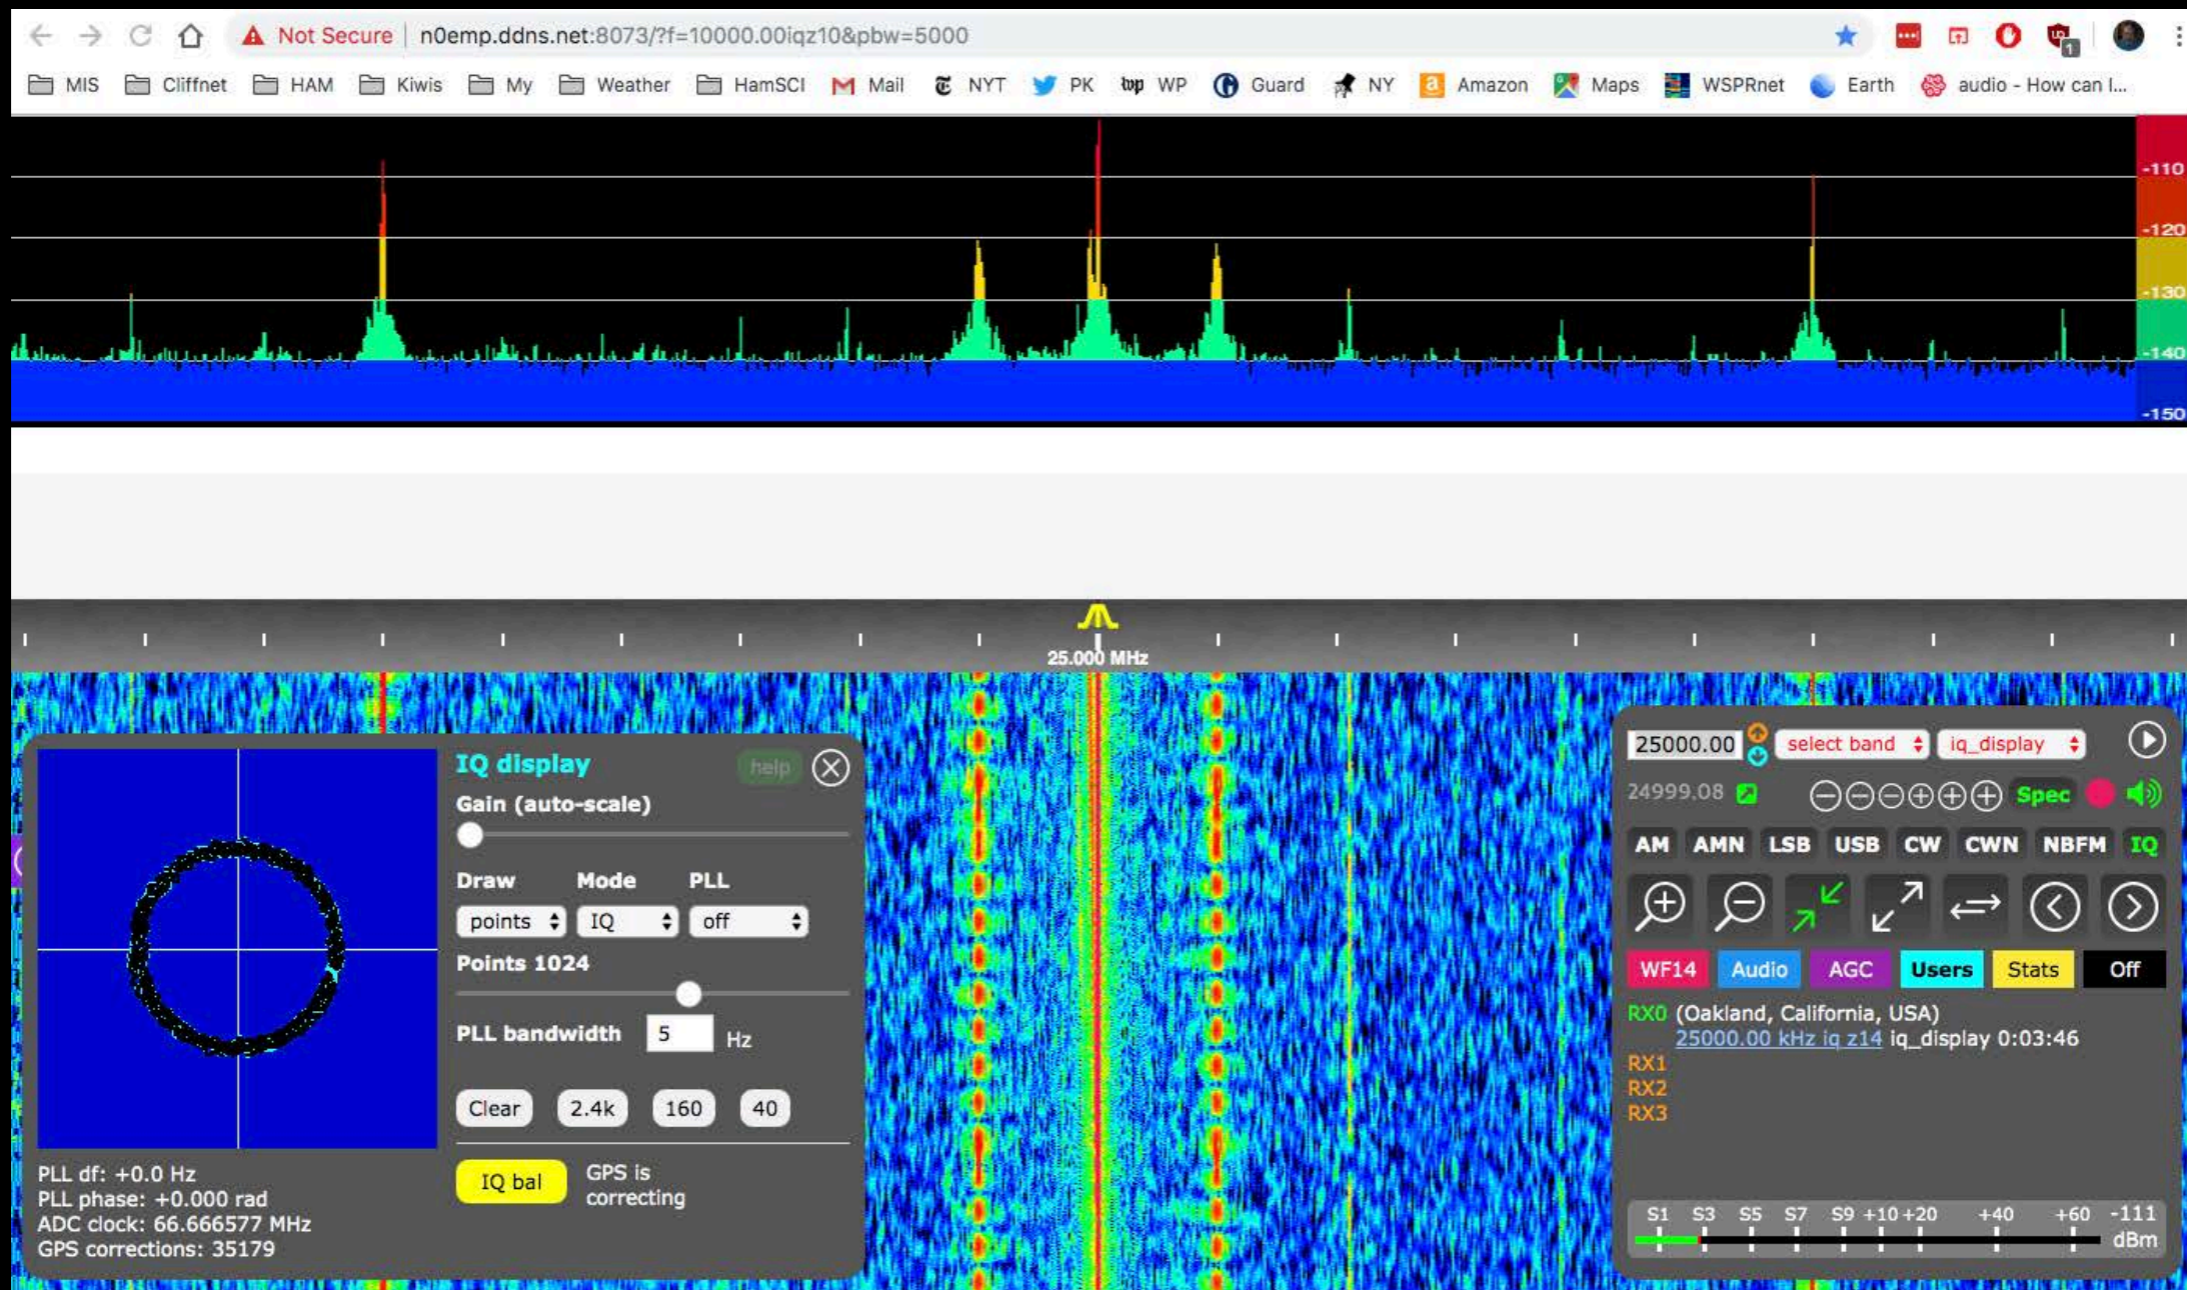 Not Secure | n0emp.ddns.net:8073/?f=10000.00iqz10&pbw=5000
1
MIS Cliffnet HAM Kiwis My Weather HamSCI Mail NYT PK wp WP Guard NY Amazon Maps WSPRnet Earth audio - How can I...
-110
-120
-130
-140
-150
25.000 MHz
IQ display help
Gain (auto-scale)
Draw Mode PLL
points IQ off
Points 1024
PLL bandwidth 5 Hz
Clear 2.4k 160 40
IQ bal GPS is
correcting
PLL df: +0.0 Hz
PLL phase: +0.000 rad
ADC clock: 66.666577 MHz
GPS corrections: 35179
25000.00 select band iq_display
24999.08 Spec
AM AMN LSB USB CW CWN NBFM IQ
WF14 Audio AGC Users Stats Off
RX0 (Oakland, California, USA)
25000.00 kHz iq z14 iq_display 0:03:46
RX1
RX2
RX3
S1 S3 S5 S7 S9 +10 +20 +40 +60 -111
dBm